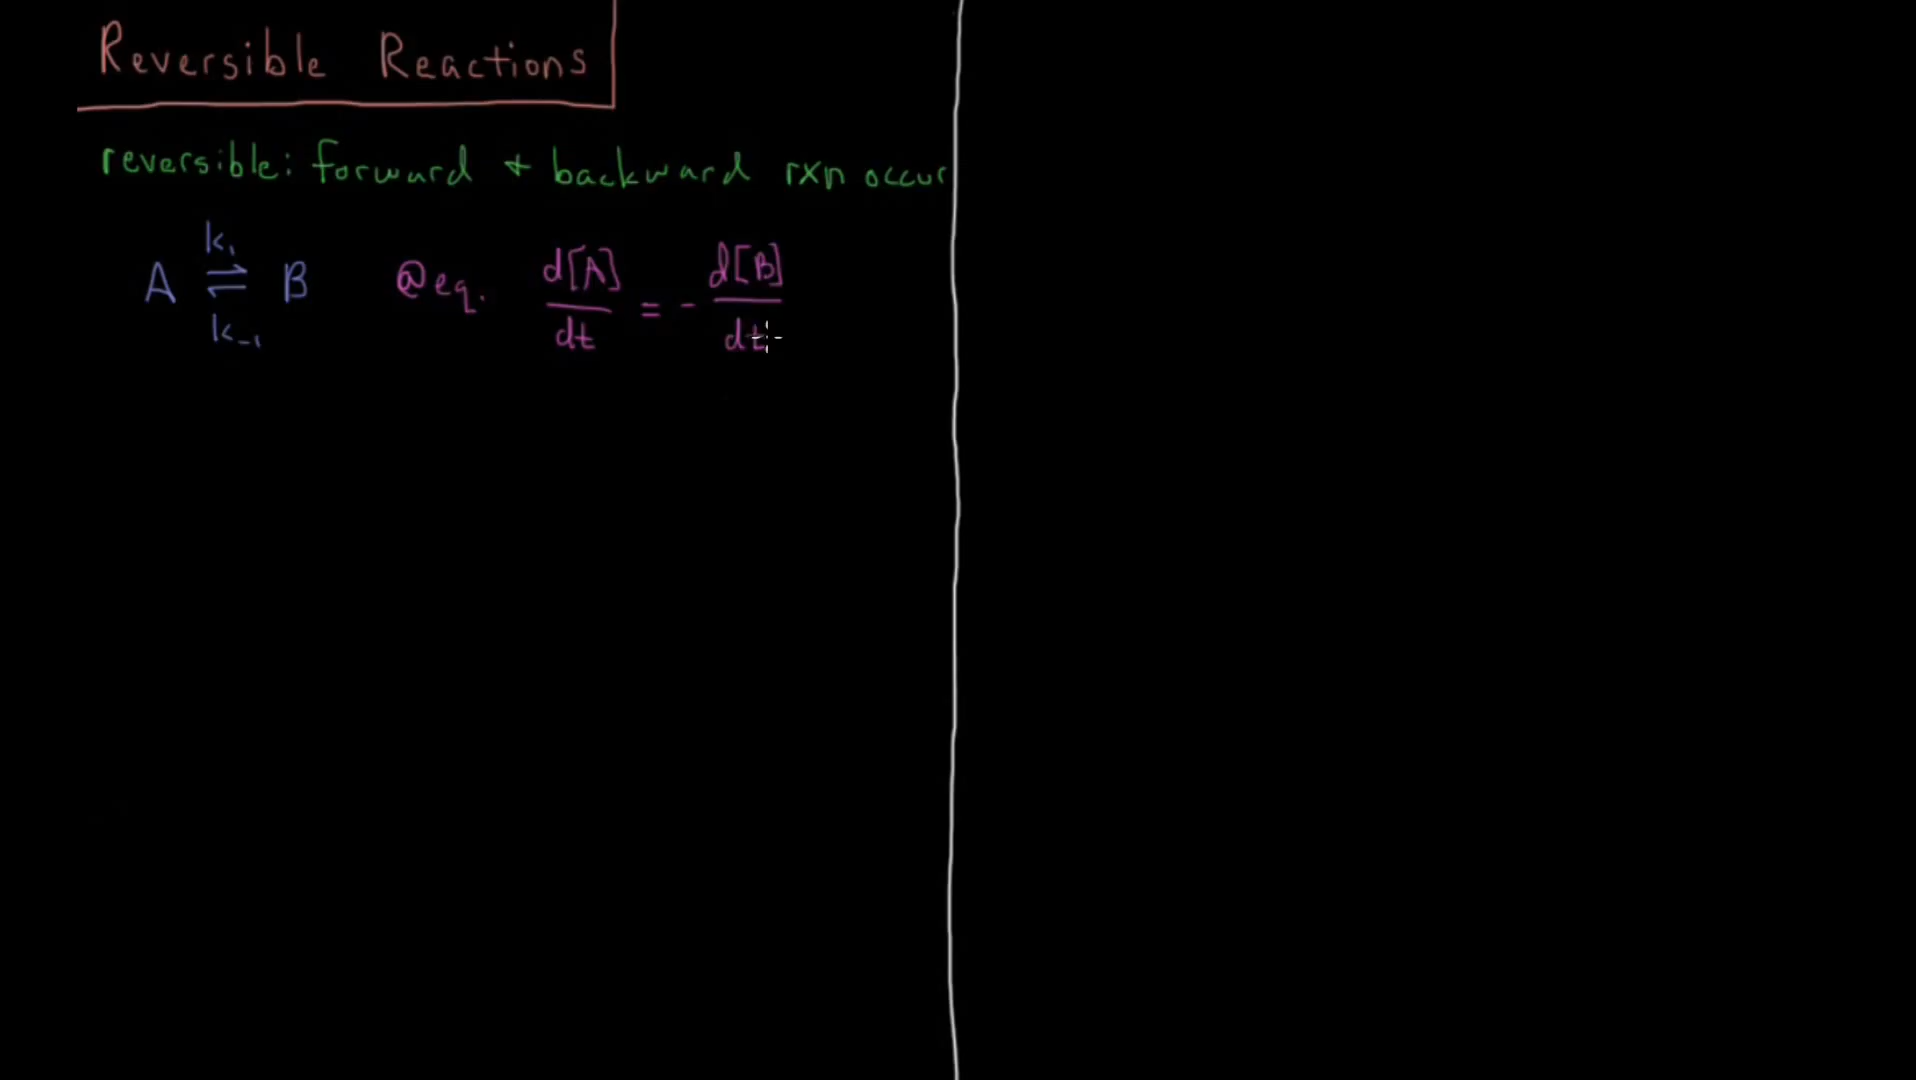 Reversible Reactions
reversible: forward + backward rxn occur
A k₁ ⇌ k₋₁ B @eq. d[A]/dt = - d[B]/dt